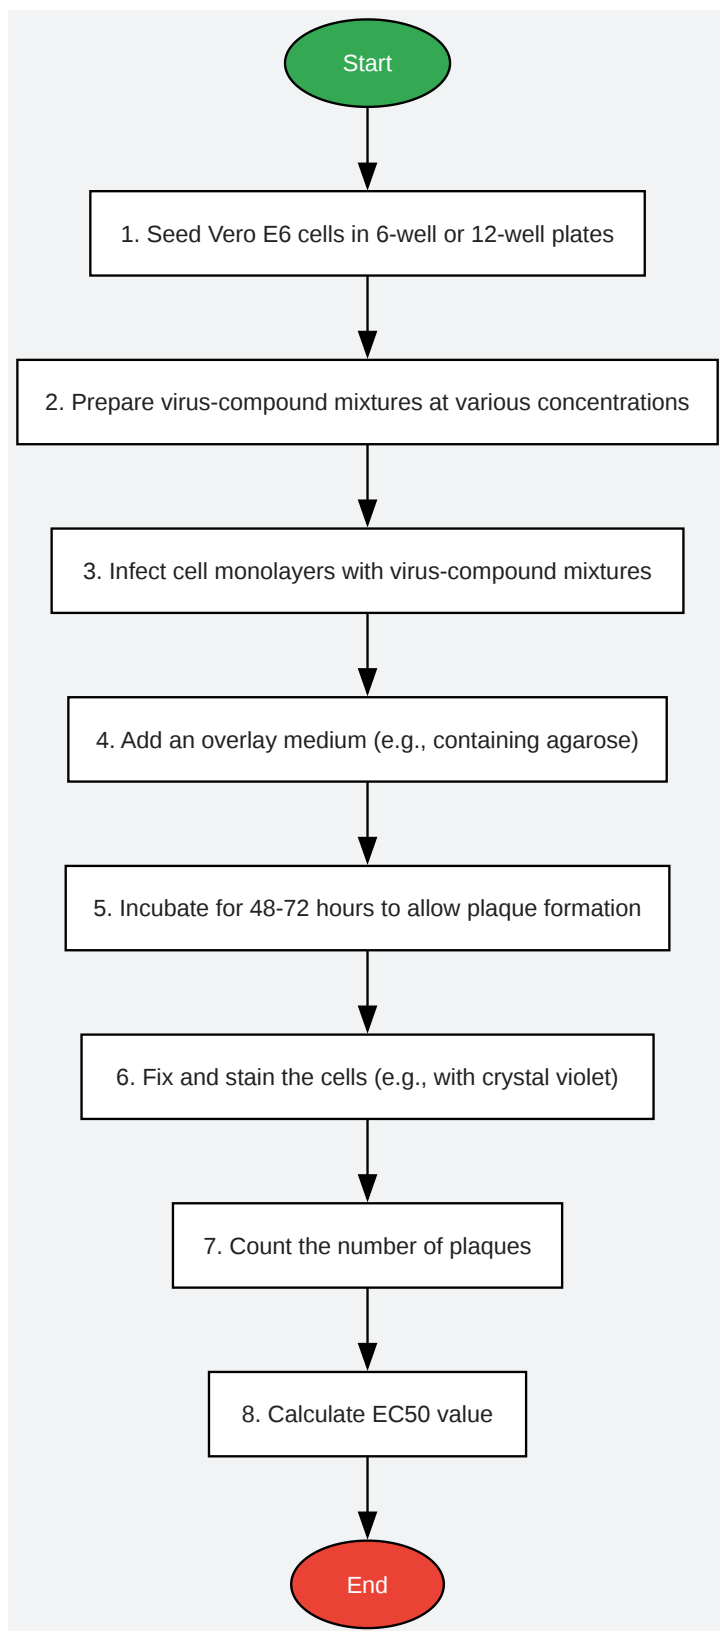 Start
1. Seed Vero E6 cells in 6-well or 12-well plates
2. Prepare virus-compound mixtures at various concentrations
3. Infect cell monolayers with virus-compound mixtures
4. Add an overlay medium (e.g., containing agarose)
5. Incubate for 48-72 hours to allow plaque formation
6. Fix and stain the cells (e.g., with crystal violet)
7. Count the number of plaques
8. Calculate EC50 value
End